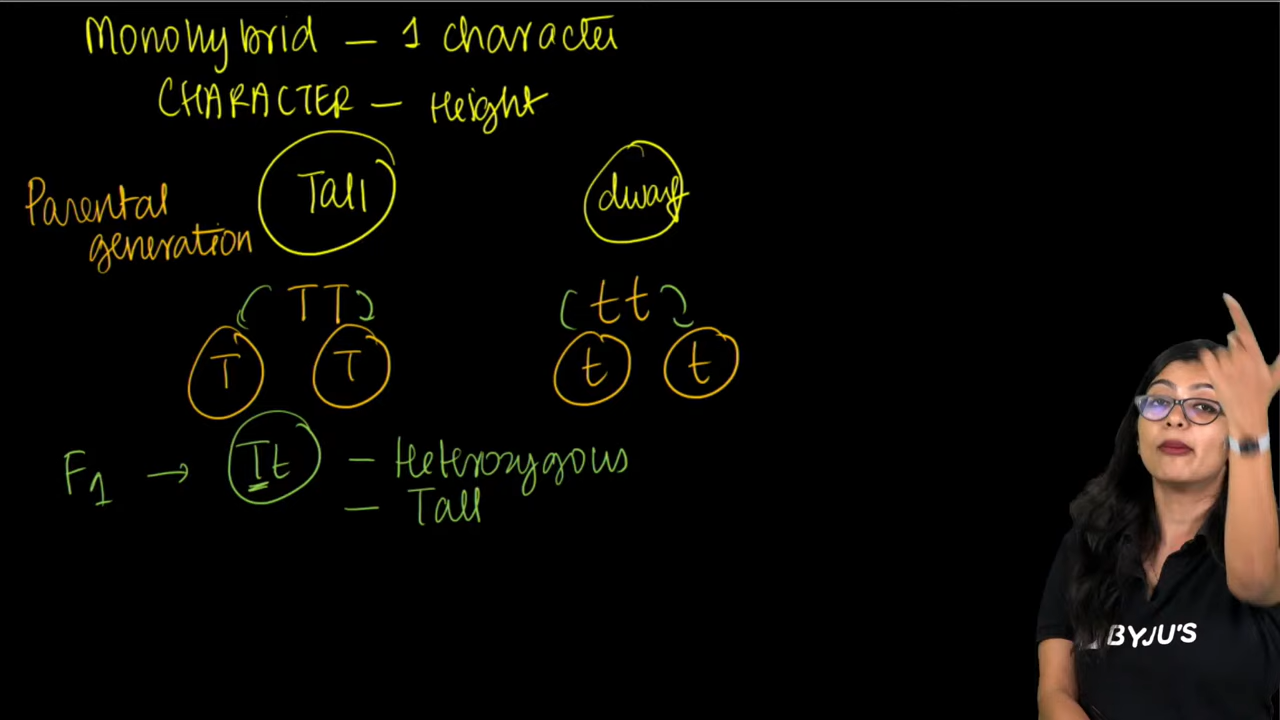 Monohybrid – 1 character
CHARACTER – Height
Tall
dwarf
Parental
generation
TT
tt
T
T
t
t
F1 → Tt – Heterozygous
– Tall
BYJU'S